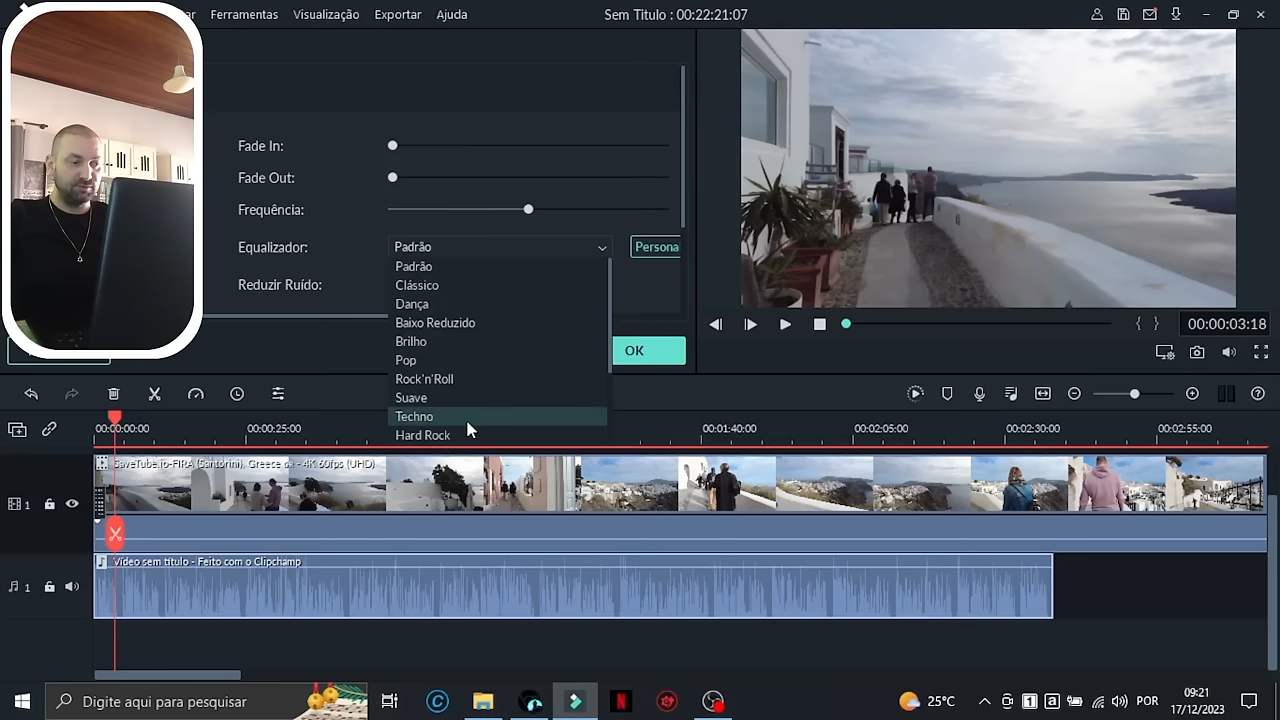 ar Ferramentas Visualização Exportar Ajuda
Sem Titulo : 00:22:21:07
Fade In:
Fade Out:
Frequência:
Equalizador: Padrão Persona
Padrão
Clássico
Dança
Baixo Reduzido
Brilho
Pop
Rock'n'Roll
Suave
Techno
Hard Rock
Reduzir Ruído:
OK
{ } 00:00:03:18
00:00:00:00 00:00:25:00 00:01:40:00 00:02:05:00 00:02:30:00 00:02:55:00
SaveTube.io-FIRA (Santorini), Greece - 4K 60fps (UHD)
1
Vídeo sem título - Feito com o Clipchamp
1
Digite aqui para pesquisar
25°C
POR
09:21
17/12/2023